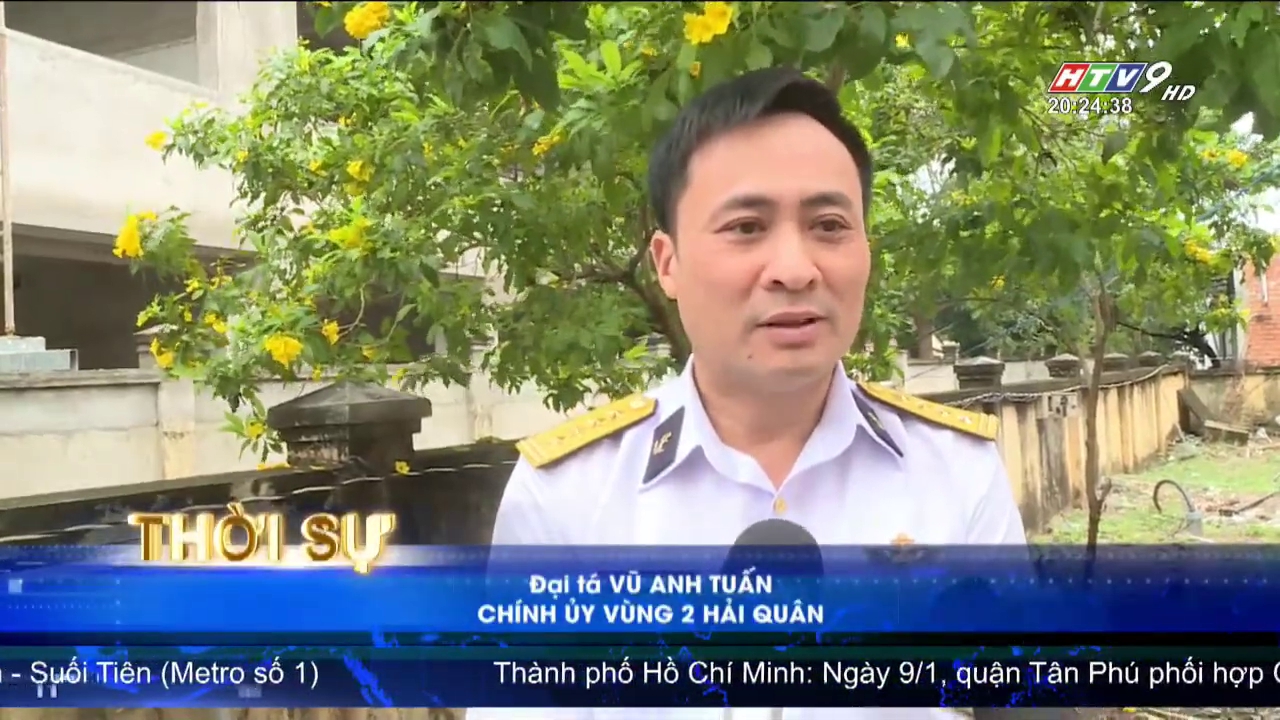 HTV9 HD
20:24:38
THỜI SỰ
Đại tá VŨ ANH TUẤN
CHÍNH ỦY VÙNG 2 HẢI QUÂN
- Suối Tiên (Metro số 1) Thành phố Hồ Chí Minh: Ngày 9/1, quận Tân Phú phối hợp